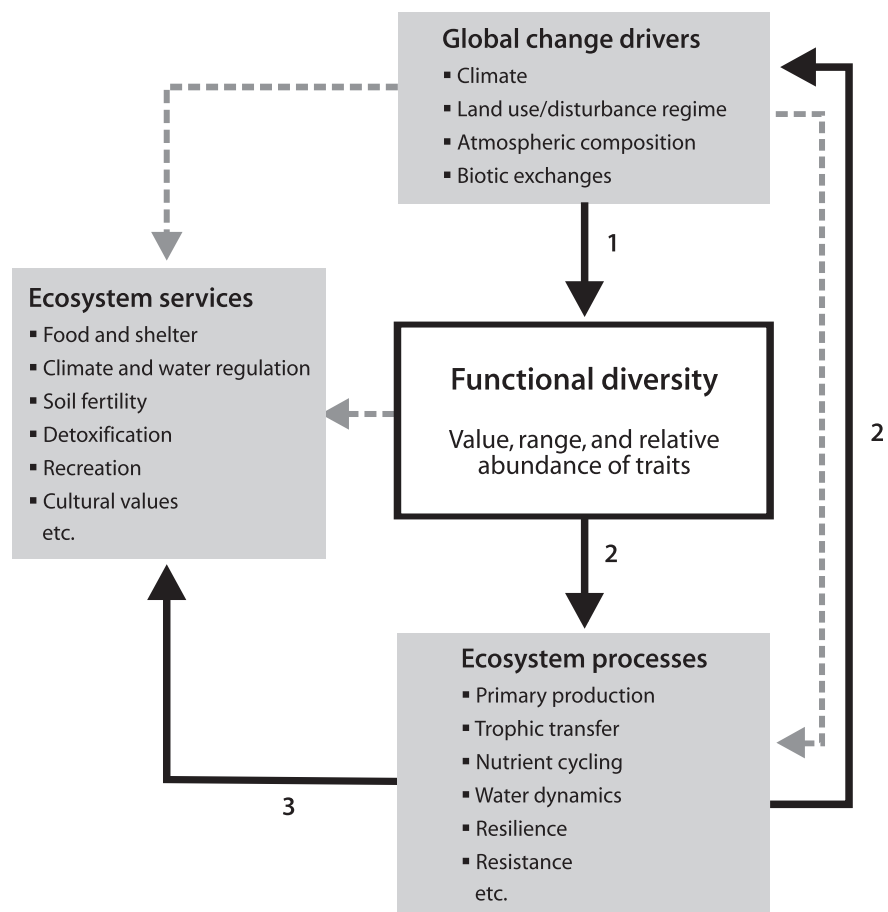 Global change drivers
▪ Climate
▪ Land use/disturbance regime
▪ Atmospheric composition
▪ Biotic exchanges
1
Ecosystem services
▪ Food and shelter
▪ Climate and water regulation
▪ Soil fertility
▪ Detoxification
▪ Recreation
▪ Cultural values
etc.
Functional diversity
Value, range, and relative
abundance of traits
2
2
Ecosystem processes
▪ Primary production
▪ Trophic transfer
▪ Nutrient cycling
▪ Water dynamics
▪ Resilience
▪ Resistance
etc.
3